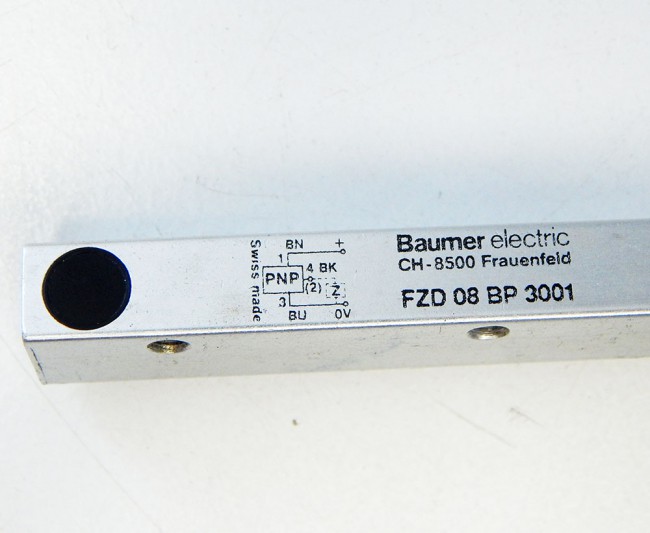 Swiss made
BN +
1
PNP 4 BK
(2) Z
3
BU 0V
Baumer electric
CH-8500 Frauenfeld
FZD 08 BP 3001